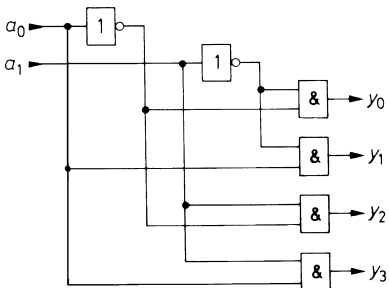 a₀ 1
a₁ 1
& y₀
& y₁
& y₂
& y₃